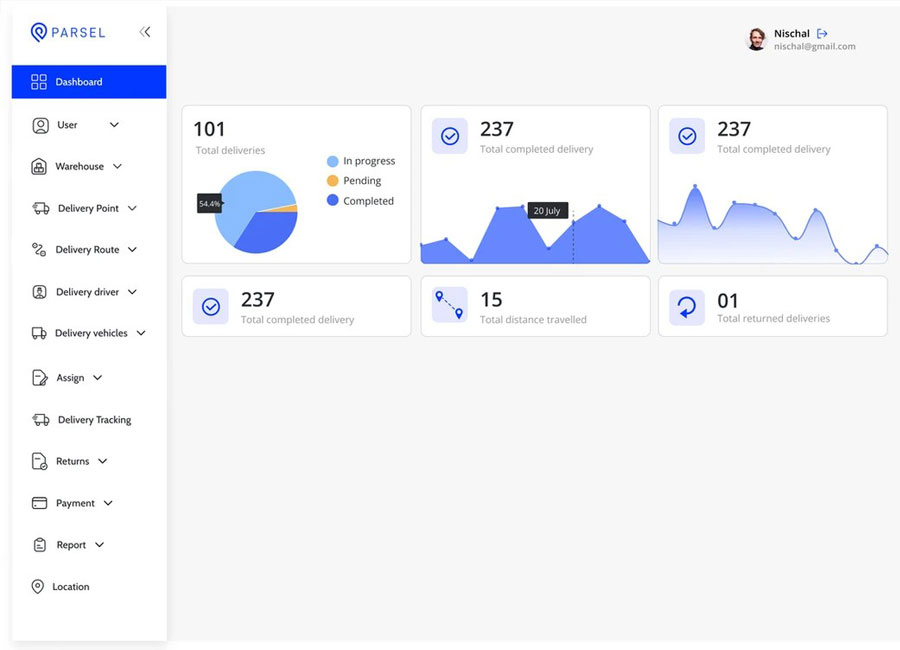 PARSEL
Dashboard
User
Warehouse
Delivery Point
Delivery Route
Delivery driver
Delivery vehicles
Assign
Delivery Tracking
Returns
Payment
Report
Location
Nischal
nischal@gmail.com
101
Total deliveries
54.4%
In progress
Pending
Completed
237
Total completed delivery
20 July
237
Total completed delivery
237
Total completed delivery
15
Total distance travelled
01
Total returned deliveries